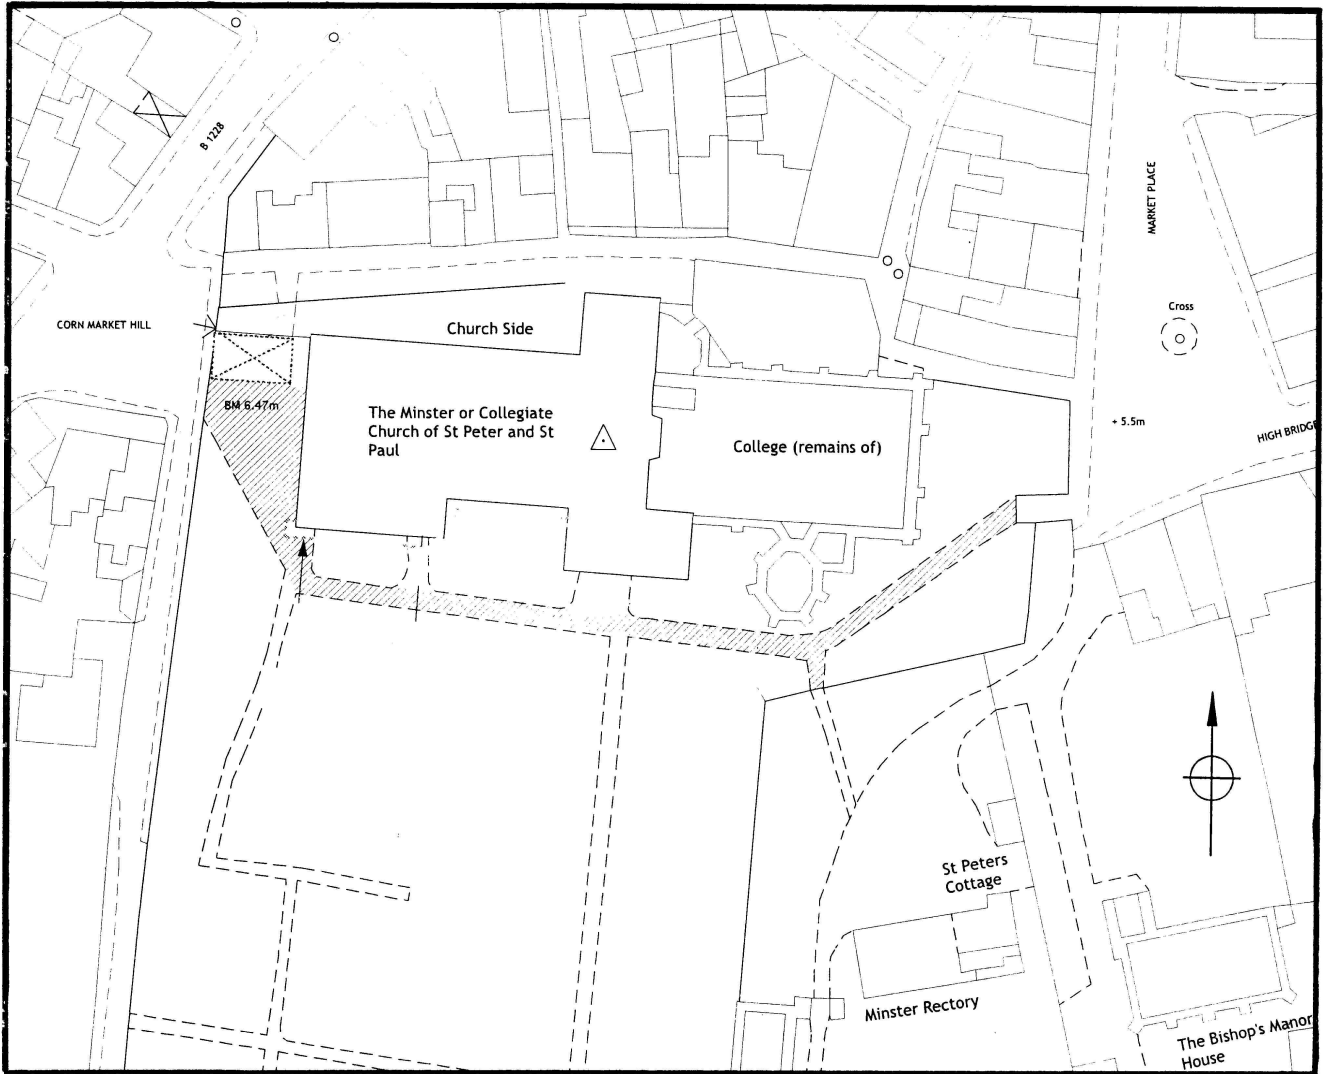 B 1228
MARKET PLACE
Cross
CORN MARKET HILL
Church Side
BM 6.47m
The Minster or Collegiate
Church of St Peter and St
Paul
College (remains of)
+ 5.5m
HIGH BRIDGE
St Peters
Cottage
Minster Rectory
The Bishop's Manor
House